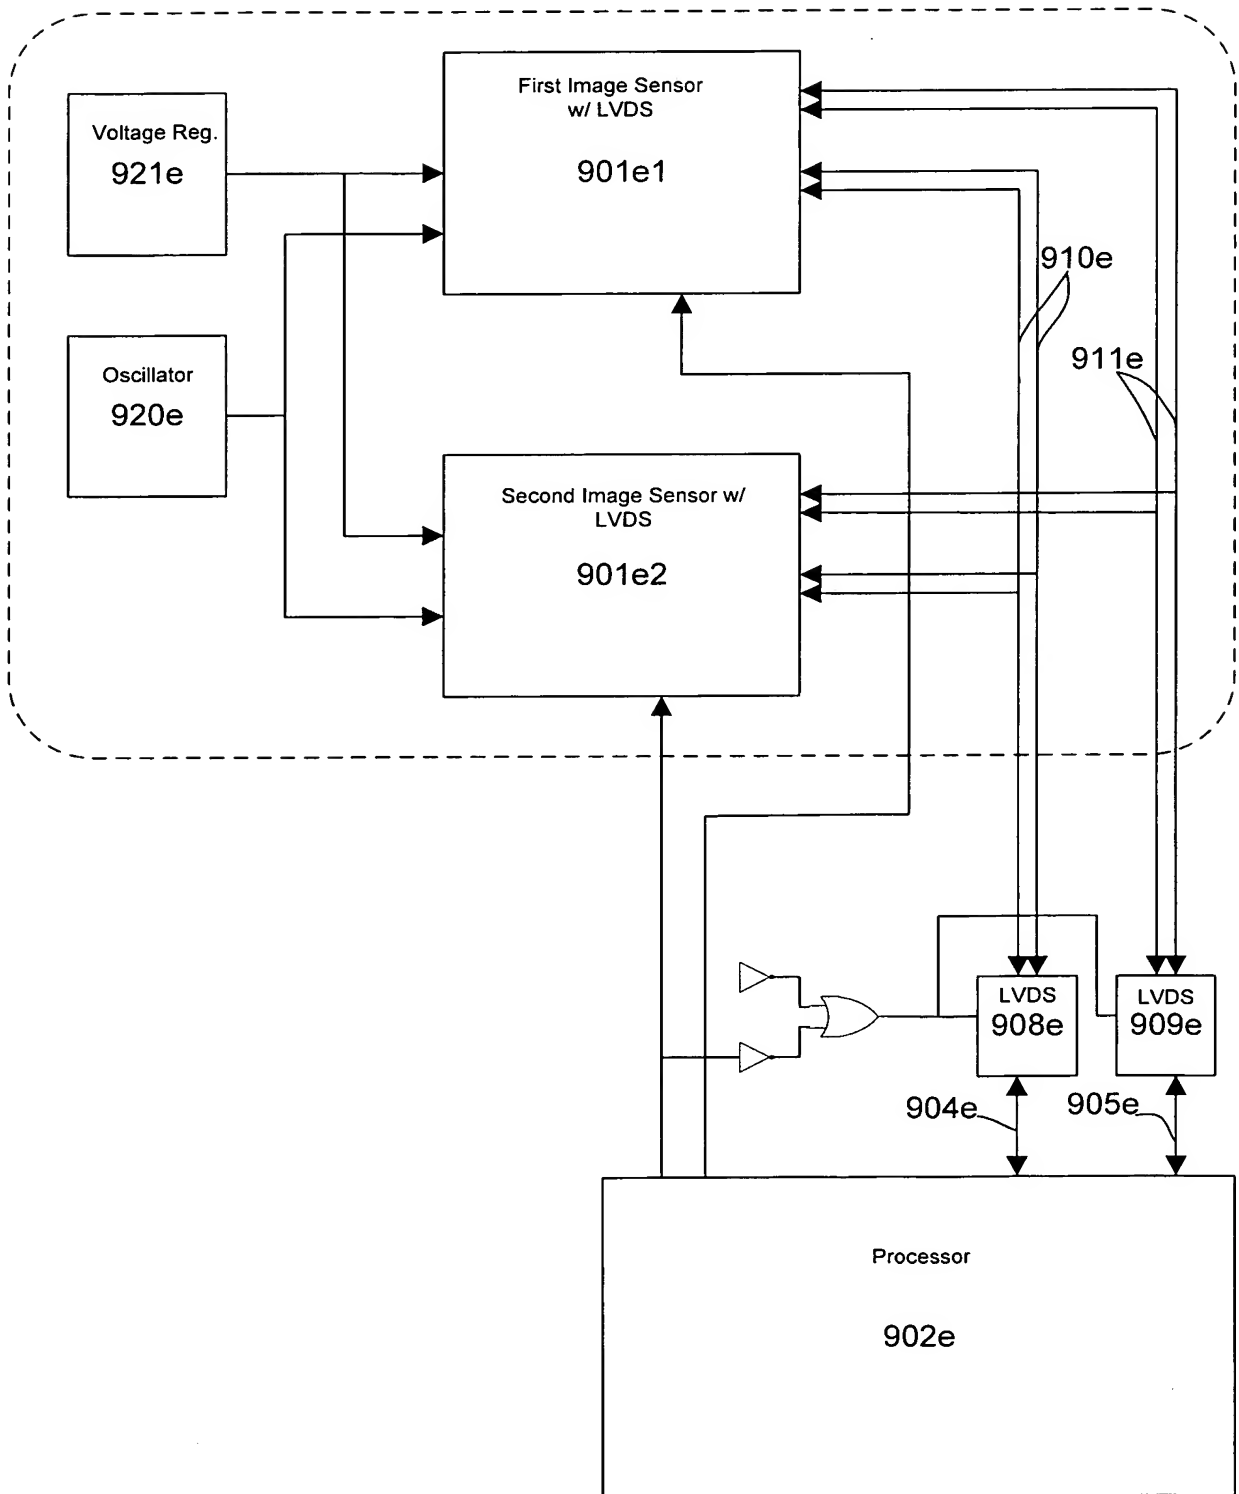 First Image Sensor
w/ LVDS
901e1
Voltage Reg.
921e
910e
911e
Oscillator
920e
Second Image Sensor w/
LVDS
901e2
LVDS
908e
LVDS
909e
904e
905e
Processor
902e